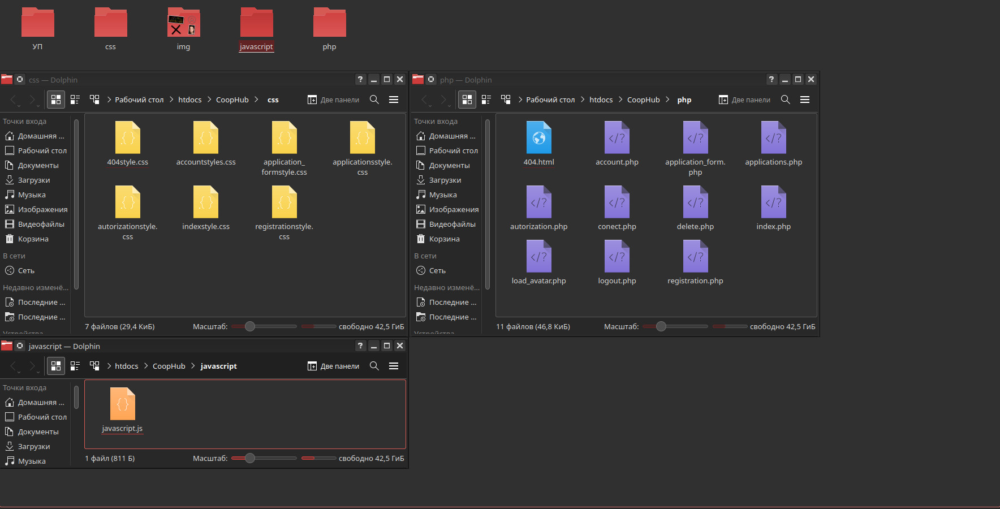 УП
css
img
javascript
php
css — Dolphin
Рабочий стол
htdocs
CoopHub
css
Две панели
Точки входа
Домашняя ...
Рабочий стол
Документы
Загрузки
Музыка
Изображения
Видеофайлы
Корзина
В сети
Сеть
Недавно изменё...
Последние ...
Последние ...
Устройства
404style.css
accountstyles.css
application_
formstyle.css
applicationsstyle.
css
autorizationstyle.
css
indexstyle.css
registrationstyle.
css
7 файлов (29,4 КиБ)
Масштаб:
свободно 42,5 ГиБ
php — Dolphin
Рабочий стол
htdocs
CoopHub
php
Две панели
Точки входа
Домашняя ...
Рабочий стол
Документы
Загрузки
Музыка
Изображения
Видеофайлы
Корзина
В сети
Сеть
Недавно изменё...
Последние ...
Последние ...
Устройства
404.html
account.php
application_form.
php
applications.php
autorization.php
conect.php
delete.php
index.php
load_avatar.php
logout.php
registration.php
11 файлов (46,8 КиБ)
Масштаб:
свободно 42,5 ГиБ
javascript — Dolphin
htdocs
CoopHub
javascript
Две панели
Точки входа
Домашняя ...
Рабочий стол
Документы
Загрузки
Музыка
javascript.js
1 файл (811 Б)
Масштаб:
свободно 42,5 ГиБ